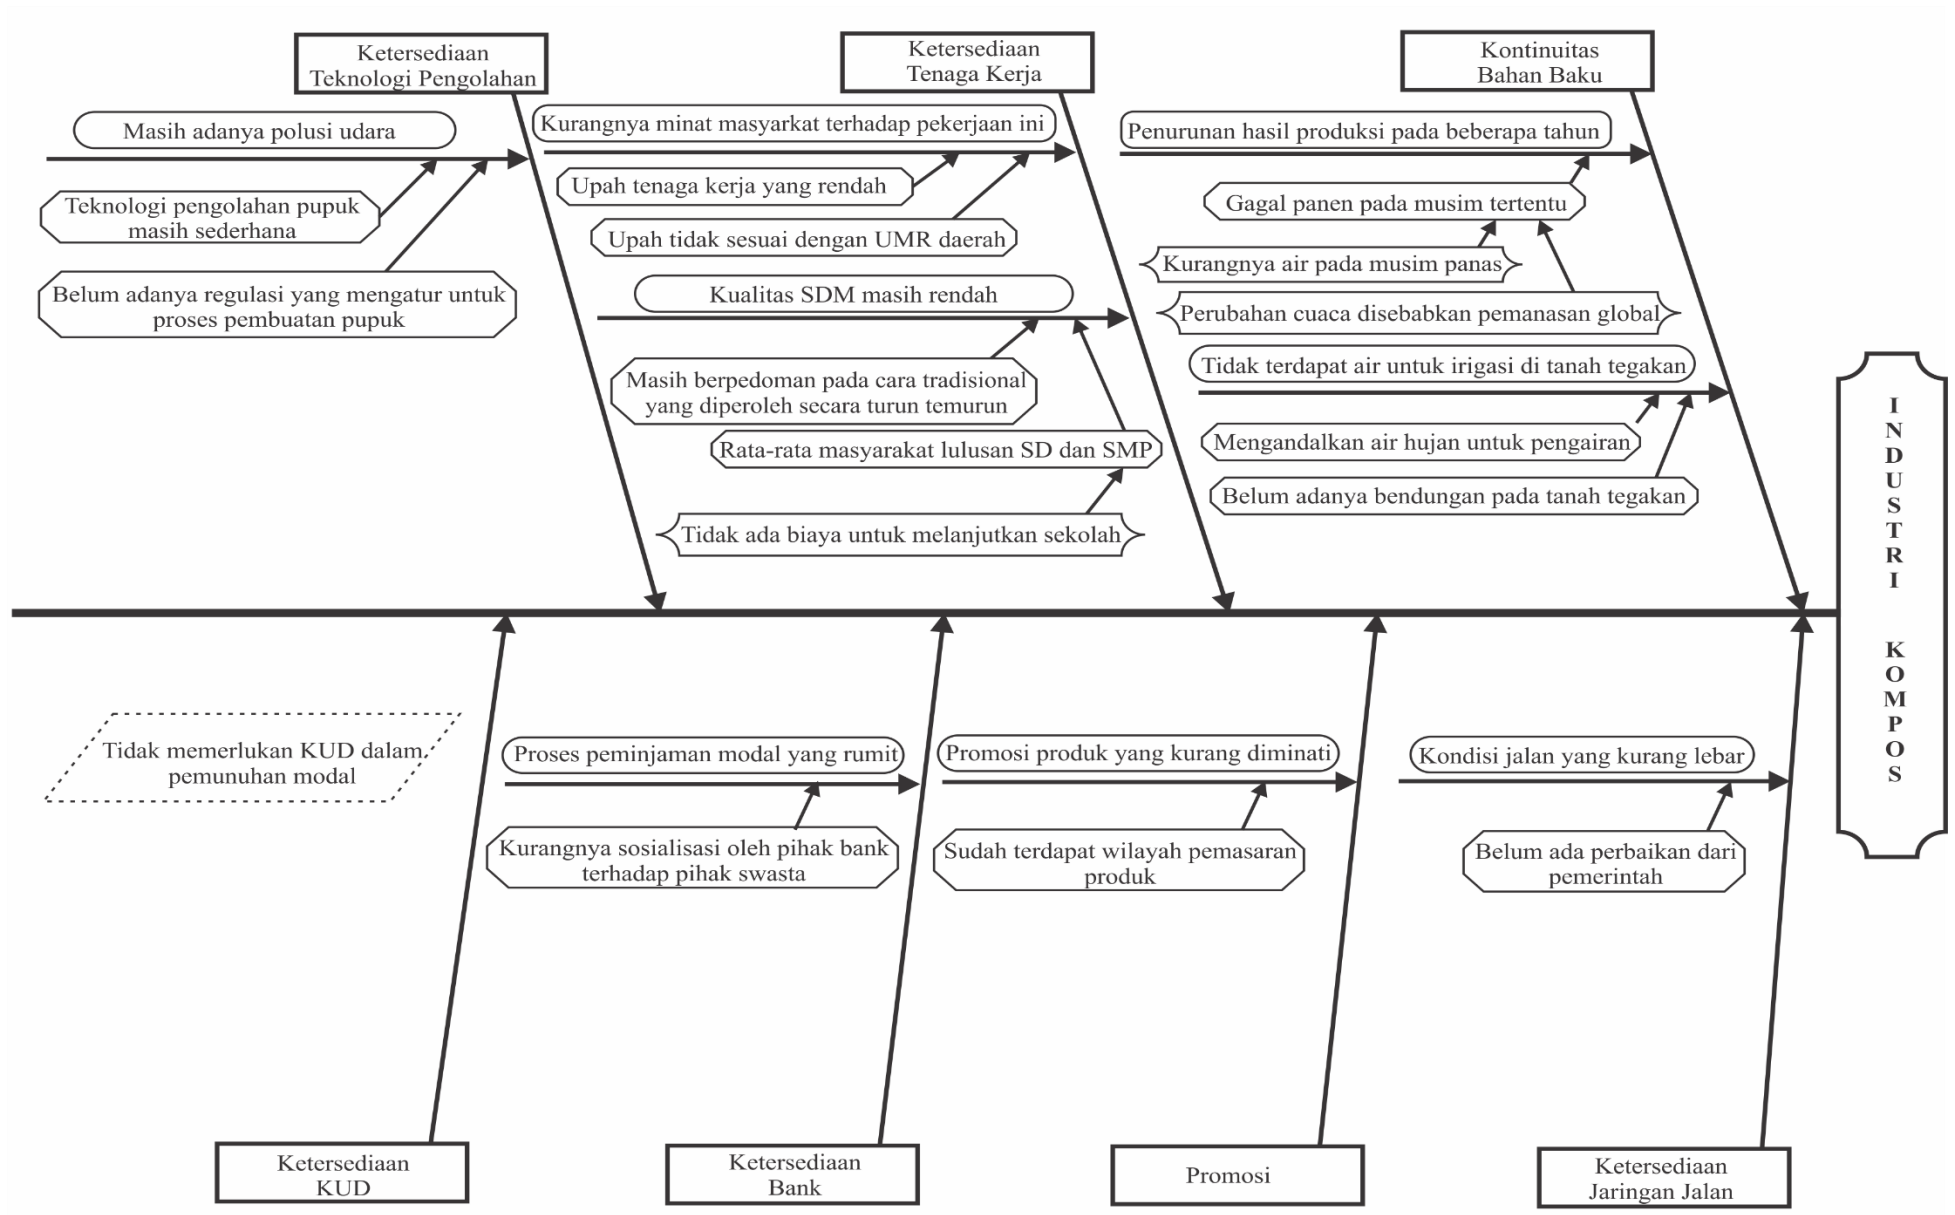 Ketersediaan
Teknologi Pengolahan
Ketersediaan
Tenaga Kerja
Kontinuitas
Bahan Baku
Masih adanya polusi udara
Teknologi pengolahan pupuk
masih sederhana
Belum adanya regulasi yang mengatur untuk
proses pembuatan pupuk
Kurangnya minat masyarkat terhadap pekerjaan ini
Upah tenaga kerja yang rendah
Upah tidak sesuai dengan UMR daerah
Kualitas SDM masih rendah
Masih berpedoman pada cara tradisional
yang diperoleh secara turun temurun
Rata-rata masyarakat lulusan SD dan SMP
Tidak ada biaya untuk melanjutkan sekolah
Penurunan hasil produksi pada beberapa tahun
Gagal panen pada musim tertentu
Kurangnya air pada musim panas
Perubahan cuaca disebabkan pemanasan global
Tidak terdapat air untuk irigasi di tanah tegakan
Mengandalkan air hujan untuk pengairan
Belum adanya bendungan pada tanah tegakan
INDUSTRI KOMPOS
Tidak memerlukan KUD dalam
pemunuhan modal
Proses peminjaman modal yang rumit
Kurangnya sosialisasi oleh pihak bank
terhadap pihak swasta
Promosi produk yang kurang diminati
Sudah terdapat wilayah pemasaran
produk
Kondisi jalan yang kurang lebar
Belum ada perbaikan dari
pemerintah
Ketersediaan
KUD
Ketersediaan
Bank
Promosi
Ketersediaan
Jaringan Jalan